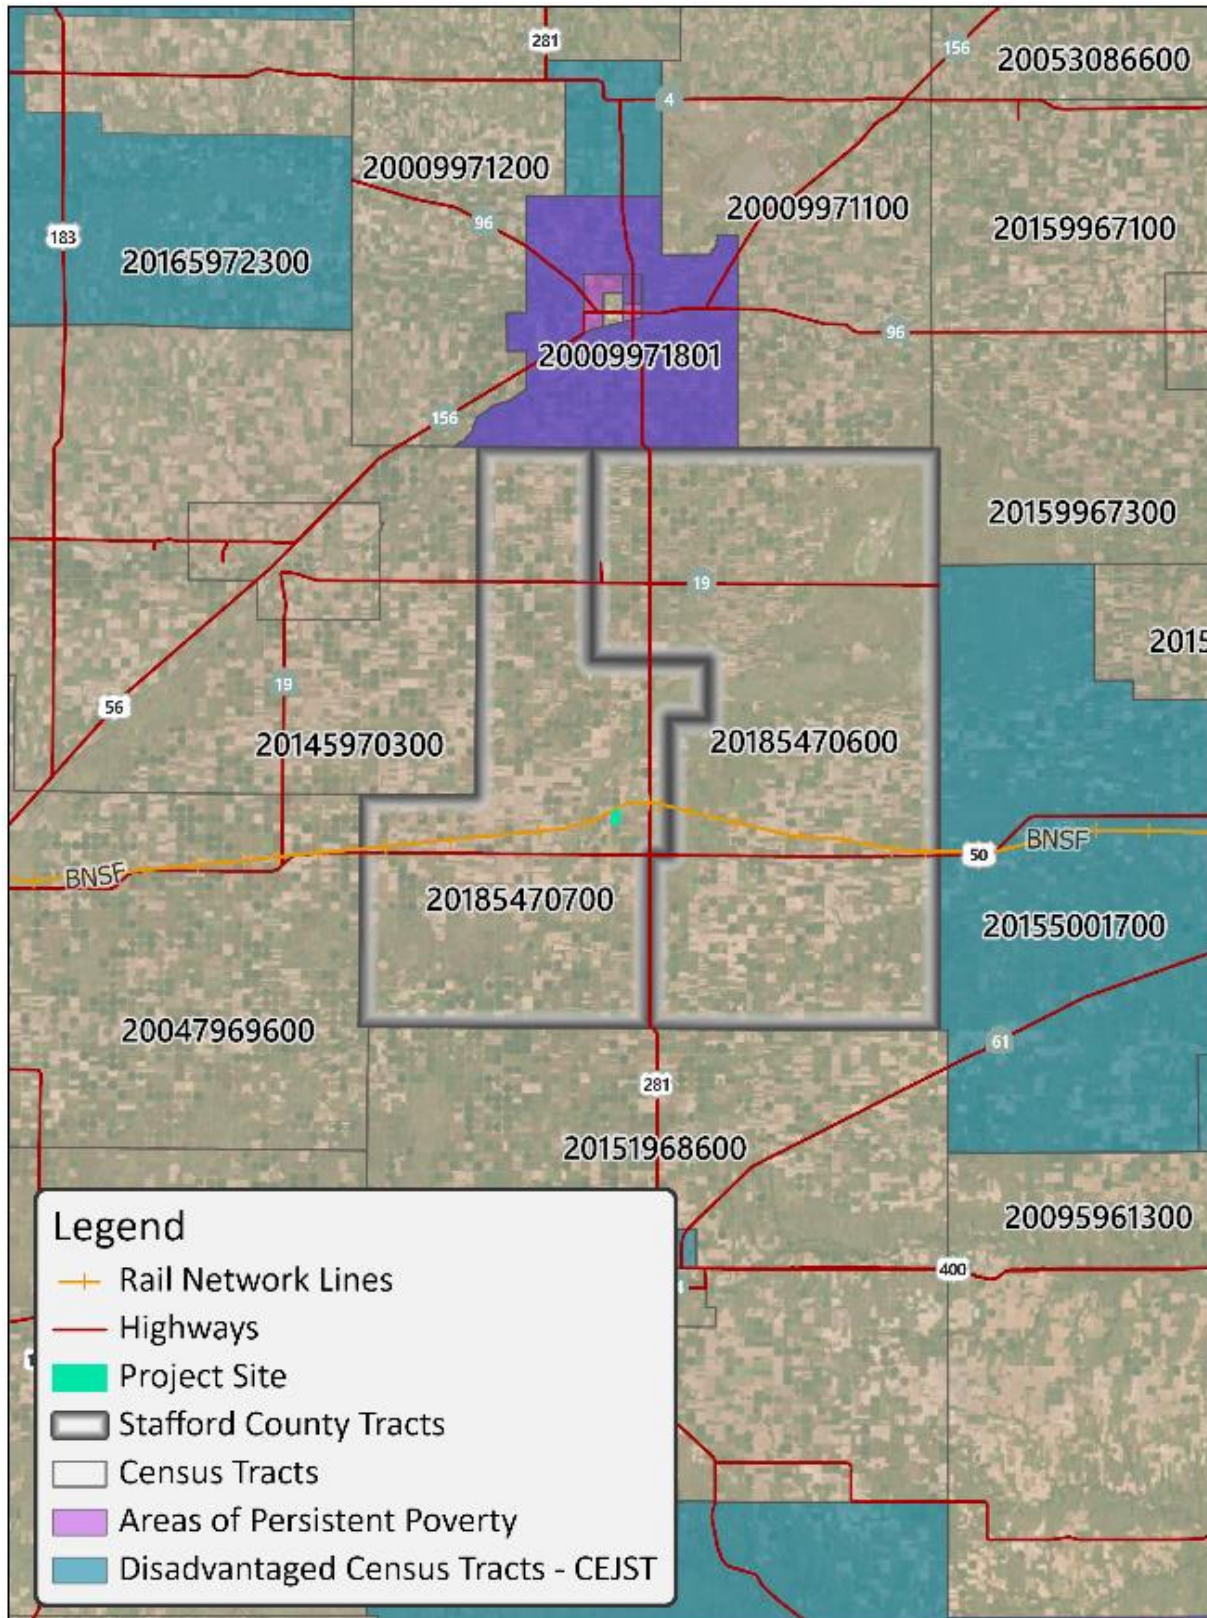 281
156
20053086600
4
20009971200
96
20009971100
183
20159967100
20165972300
96
20009971801
156
20159967300
19
2015
19
56
20145970300
20185470600
BNSF
50
BNSF
20185470700
20155001700
20047969600
61
281
20151968600
20095961300
400
Legend
Rail Network Lines
Highways
Project Site
Stafford County Tracts
Census Tracts
Areas of Persistent Poverty
Disadvantaged Census Tracts - CEJST